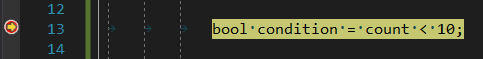 12
13 bool condition = count < 10;
14